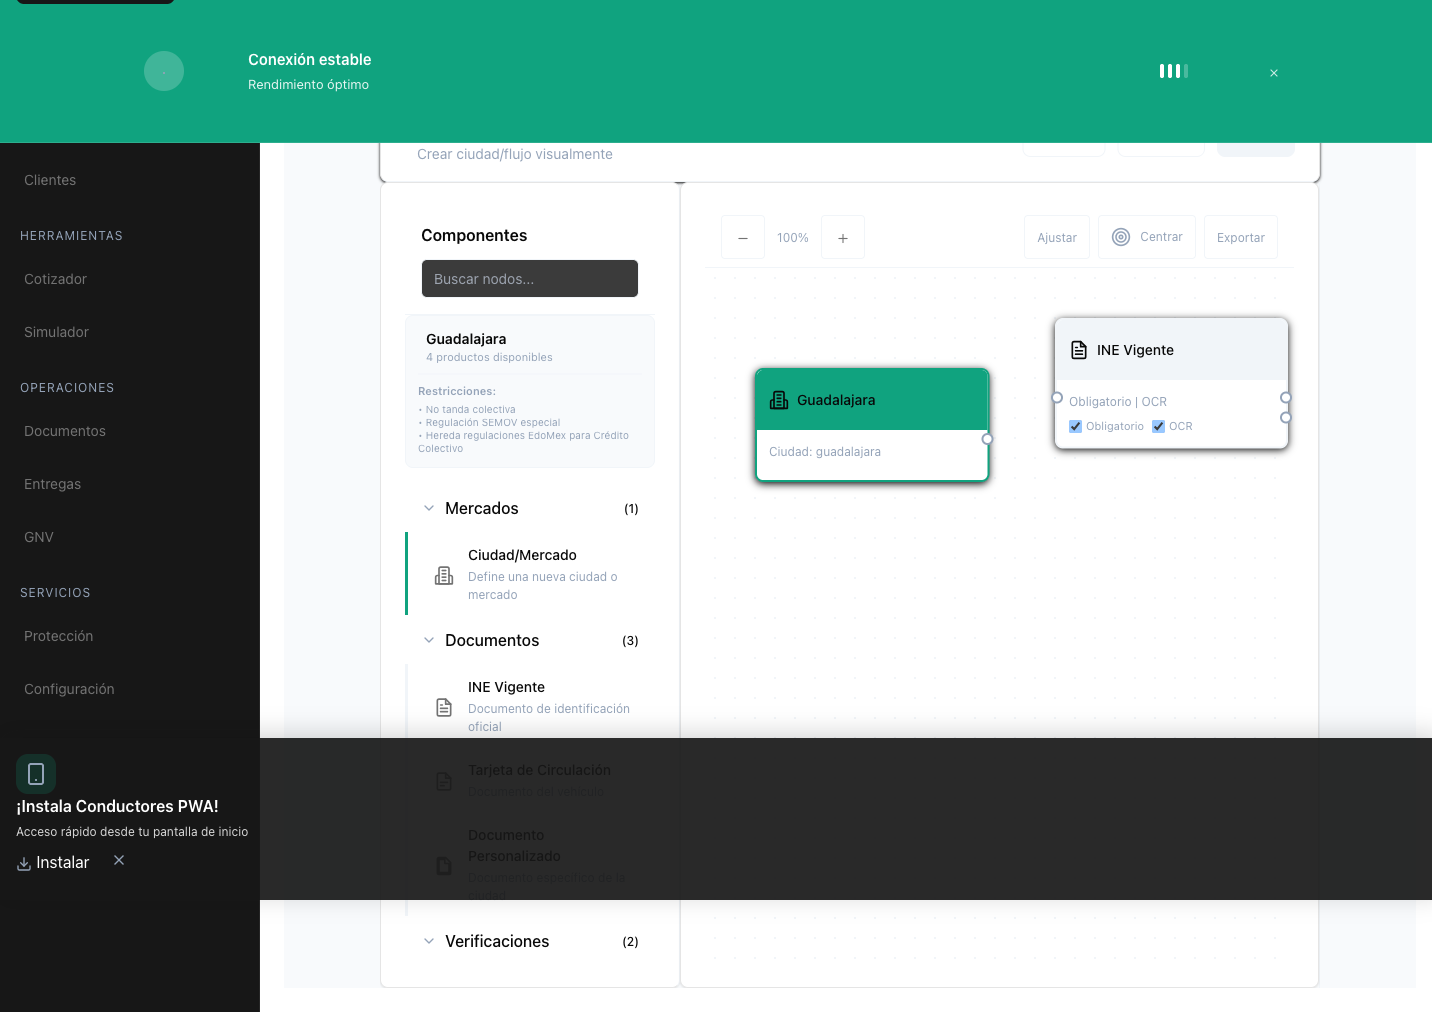 Conexión estable
Rendimiento óptimo
×
Crear ciudad/flujo visualmente
Clientes
HERRAMIENTAS
Cotizador
Simulador
OPERACIONES
Documentos
Entregas
GNV
SERVICIOS
Protección
Configuración
¡Instala Conductores PWA!
Acceso rápido desde tu pantalla de inicio
Instalar
Componentes
Buscar nodos...
Guadalajara
4 productos disponibles
Restricciones:
• No tanda colectiva
• Regulación SEMOV especial
• Hereda regulaciones EdoMex para Crédito
Colectivo
Mercados (1)
Ciudad/Mercado
Define una nueva ciudad o
mercado
Documentos (3)
INE Vigente
Documento de identificación
oficial
Tarjeta de Circulación
Documento del vehículo
Documento
Personalizado
Documento específico de la
Verificaciones (2)
− 100% +
Ajustar
Centrar
Exportar
Guadalajara
Ciudad: guadalajara
INE Vigente
Obligatorio | OCR
Obligatorio OCR